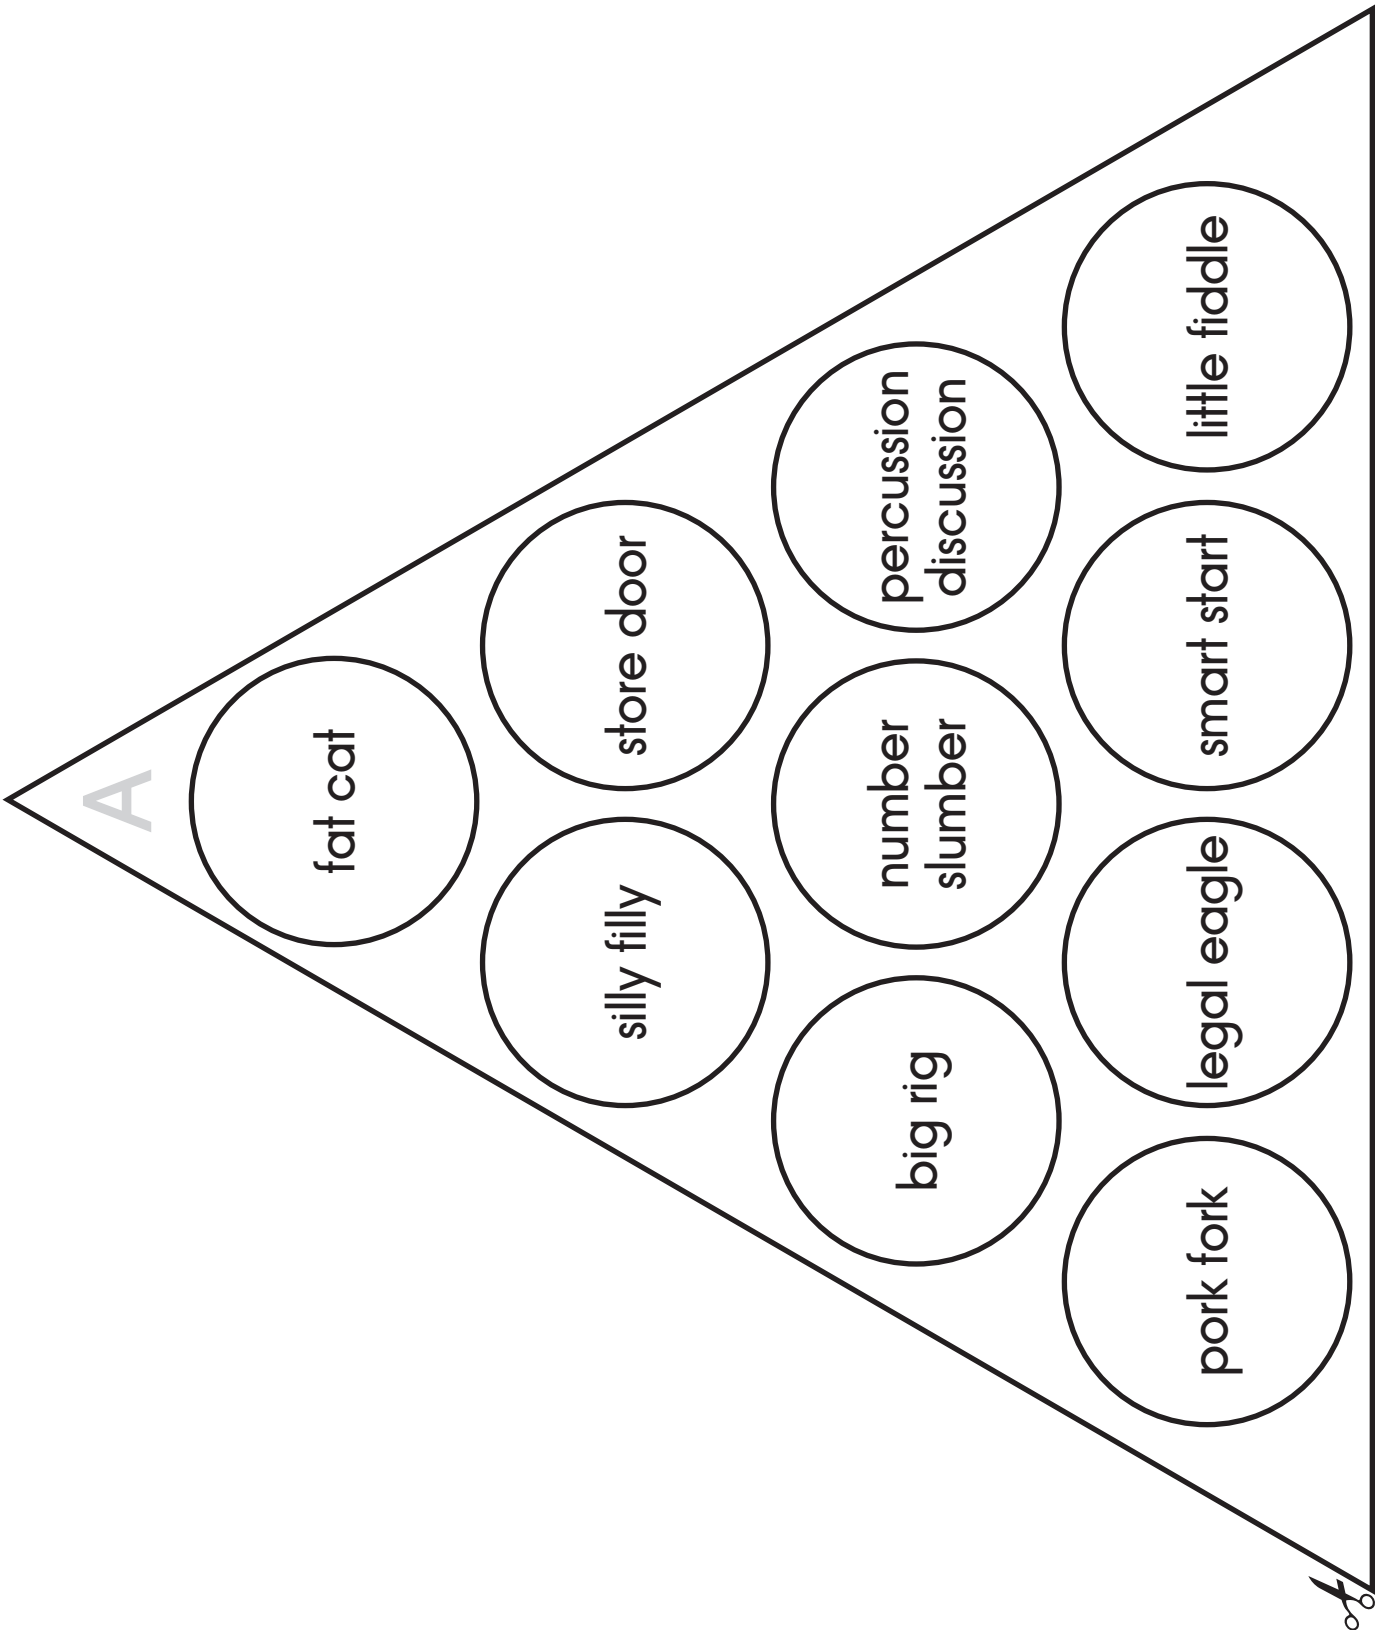 A
fat cat
silly filly
store door
big rig
number
slumber
percussion
discussion
pork fork
legal eagle
smart start
little fiddle